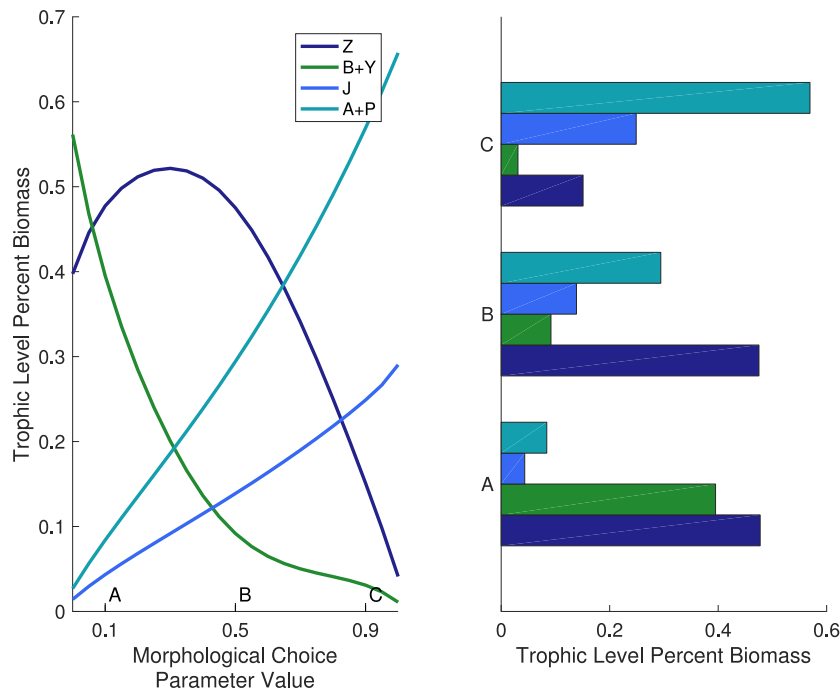 0.7
0.6
0.5
0.4
0.3
0.2
0.1
0
Trophic Level Percent Biomass
Z
B+Y
J
A+P
A
B
C
0.1
0.5
0.9
Morphological Choice
Parameter Value
C
B
A
0
0.2
0.4
0.6
Trophic Level Percent Biomass